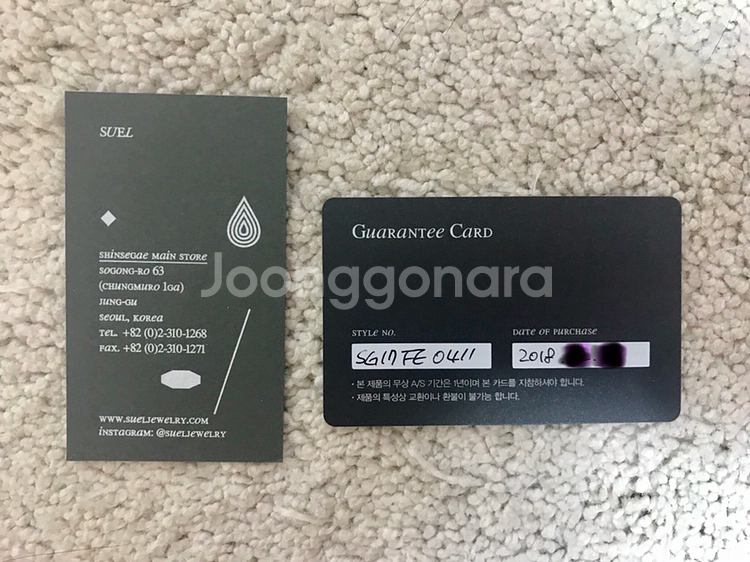 SUEL
SHINSEGAE MAIN STORE
SOGONG-RO 63
(CHUNGMURO 1GA)
JUNG-GU
SEOUL, KOREA
TEL. +82 (0)2-310-1268
FAX. +82 (0)2-310-1271
WWW.SUELJEWELRY.COM
INSTAGRAM: @SUELJEWELRY
Joonggonara
GUARANTEE CARD
STYLE NO. DATE OF PURCHASE
SG17FE 0411 2018
• 본 제품의 무상 A/S 기간은 1년이며 본 카드를 지참하셔야 합니다.
• 제품의 특성상 교환이나 환불이 불가능 합니다.